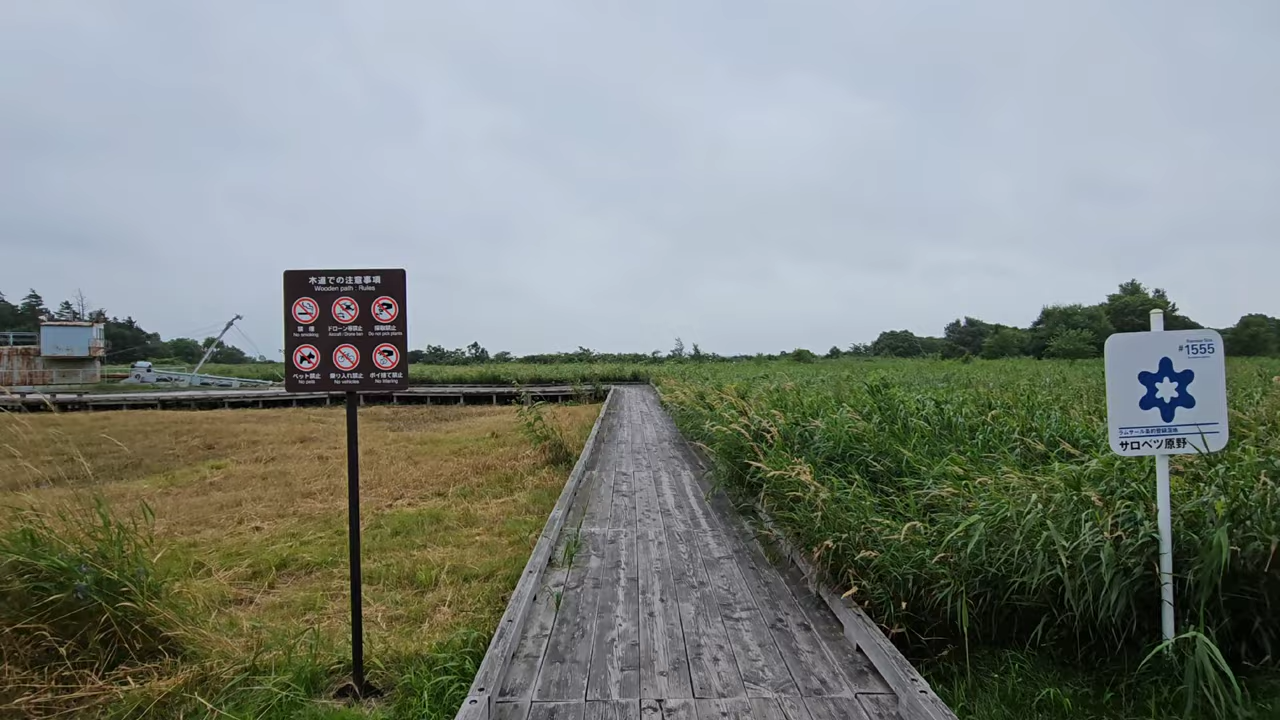 木道での注意事項
Wooden path : Rules
禁 煙
No smoking
ドローン等禁止
Aircraft / Drone ban
採取禁止
Do not pick plants
ペット禁止
No pets
乗り入れ禁止
No vehicles
ポイ捨て禁止
No littering
Ramsar Site
#1555
ラムサール条約登録湿地
サロベツ原野